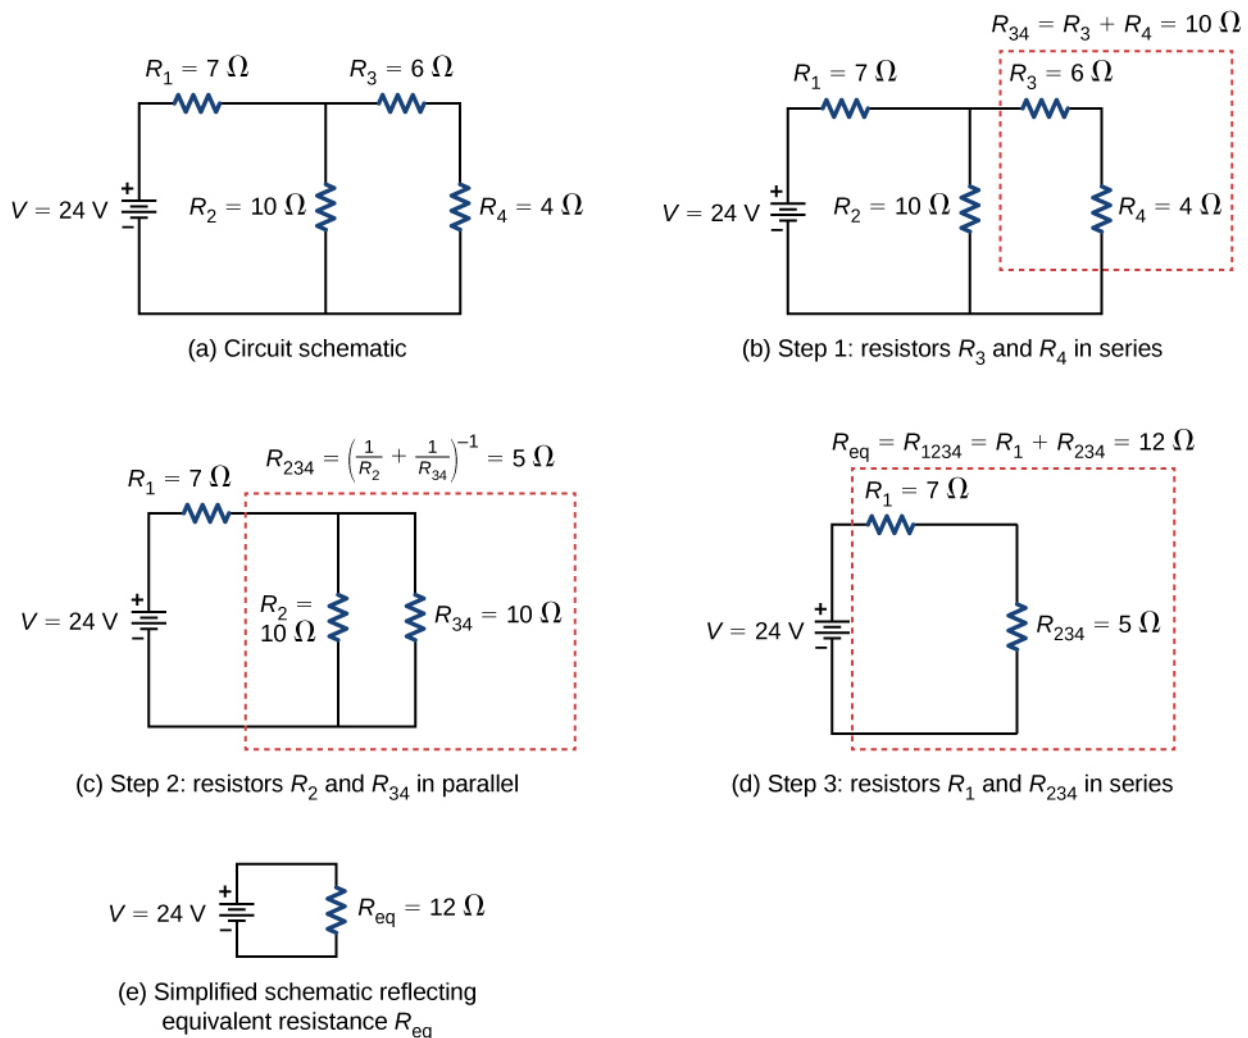 R₁ = 7 Ω
R₃ = 6 Ω
V = 24 V
+
−
R₂ = 10 Ω
R₄ = 4 Ω
(a) Circuit schematic
R₃₄ = R₃ + R₄ = 10 Ω
R₁ = 7 Ω
R₃ = 6 Ω
V = 24 V
+
−
R₂ = 10 Ω
R₄ = 4 Ω
(b) Step 1: resistors R₃ and R₄ in series
R₂₃₄ = (1/R₂ + 1/R₃₄)⁻¹ = 5 Ω
R₁ = 7 Ω
V = 24 V
+
−
R₂ =
10 Ω
R₃₄ = 10 Ω
(c) Step 2: resistors R₂ and R₃₄ in parallel
R_eq = R₁₂₃₄ = R₁ + R₂₃₄ = 12 Ω
R₁ = 7 Ω
V = 24 V
+
−
R₂₃₄ = 5 Ω
(d) Step 3: resistors R₁ and R₂₃₄ in series
V = 24 V
+
−
R_eq = 12 Ω
(e) Simplified schematic reflecting
equivalent resistance R_eq